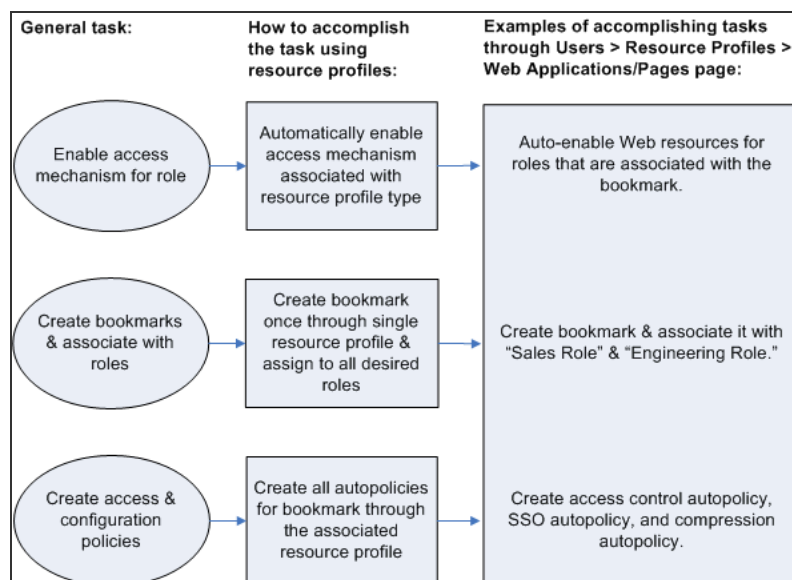 General task:
How to accomplish
the task using
resource profiles:
Examples of accomplishing tasks
through Users > Resource Profiles >
Web Applications/Pages page:
Enable access
mechanism for role
Automatically enable
access mechanism
associated with
resource profile type
Auto-enable Web resources for
roles that are associated with the
bookmark.
Create bookmarks
& associate with
roles
Create bookmark
once through single
resource profile &
assign to all desired
roles
Create bookmark & associate it with
“Sales Role” & “Engineering Role.”
Create access &
configuration
policies
Create all autopolicies
for bookmark through
the associated
resource profile
Create access control autopolicy,
SSO autopolicy, and compression
autopolicy.